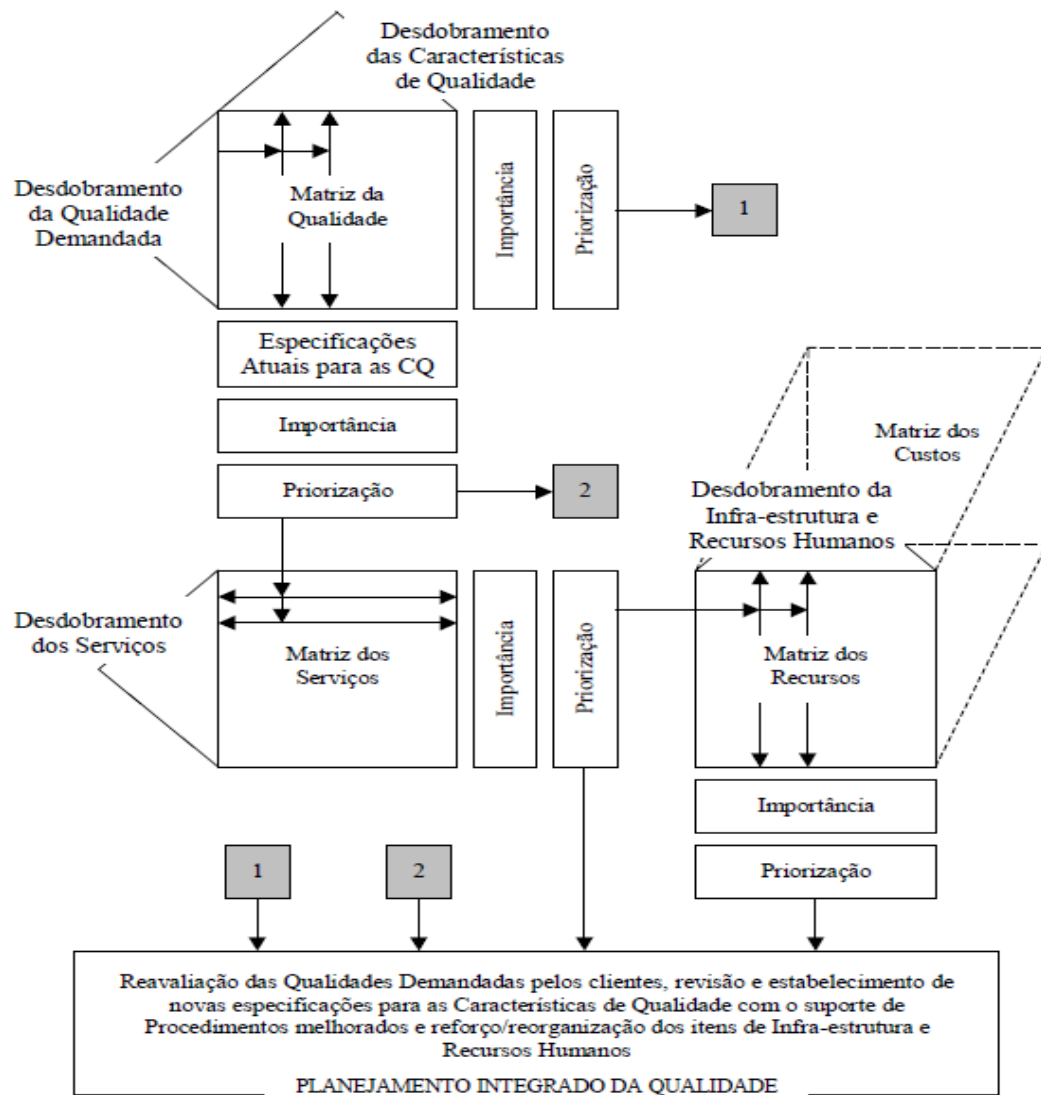 Desdobramento
das Características
de Qualidade
Desdobramento
da Qualidade
Demandada
Matriz da
Qualidade
Importância
Priorização
1
Especificações
Atuais para as CQ
Importância
Priorização
2
Matriz dos
Custos
Desdobramento da
Infra-estrutura e
Recursos Humanos
Desdobramento
dos Serviços
Matriz dos
Serviços
Importância
Priorização
Matriz dos
Recursos
Importância
Priorização
1
2
Reavaliação das Qualidades Demandadas pelos clientes, revisão e estabelecimento de
novas especificações para as Características de Qualidade com o suporte de
Procedimentos melhorados e reforço/reorganização dos itens de Infra-estrutura e
Recursos Humanos
PLANEJAMENTO INTEGRADO DA QUALIDADE